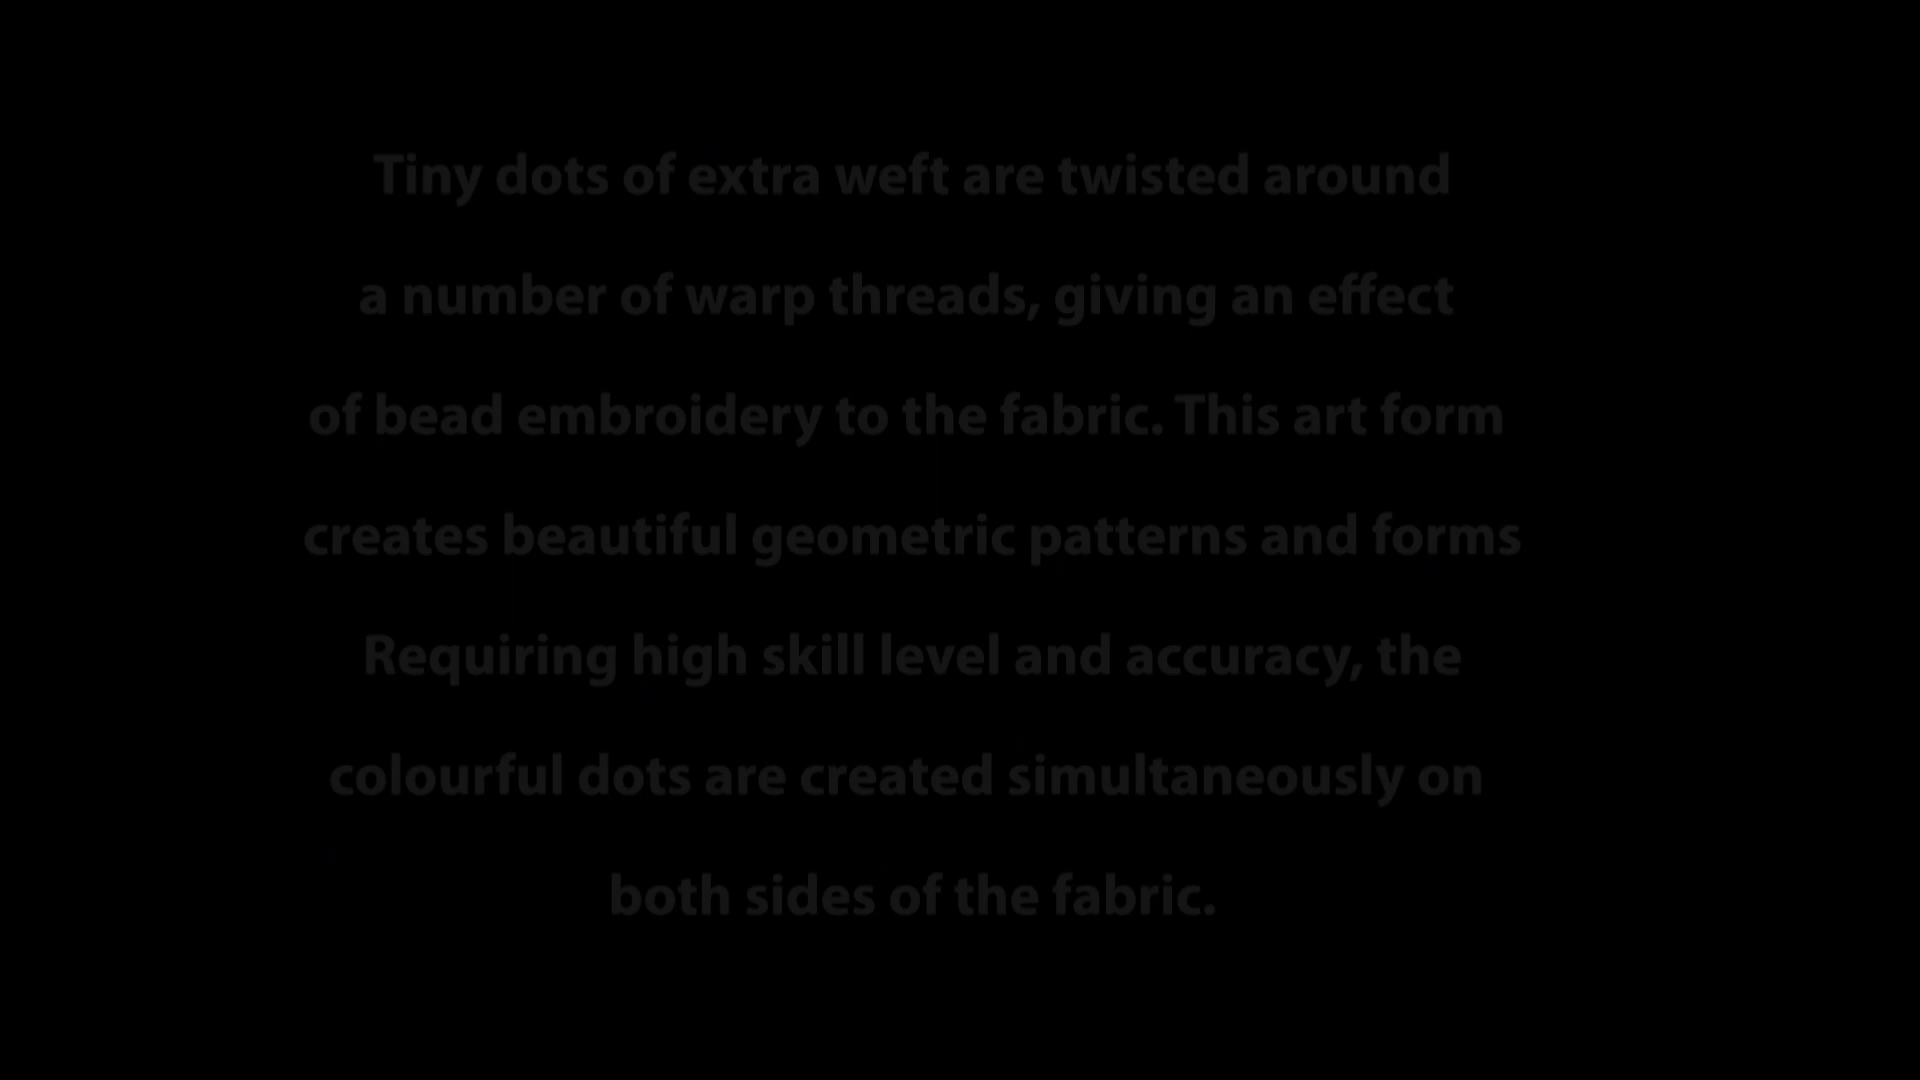 Tiny dots of extra weft are twisted around
a number of warp threads, giving an effect
of bead embroidery to the fabric. This art form
creates beautiful geometric patterns and forms
Requiring high skill level and accuracy, the
colourful dots are created simultaneously on
both sides of the fabric.